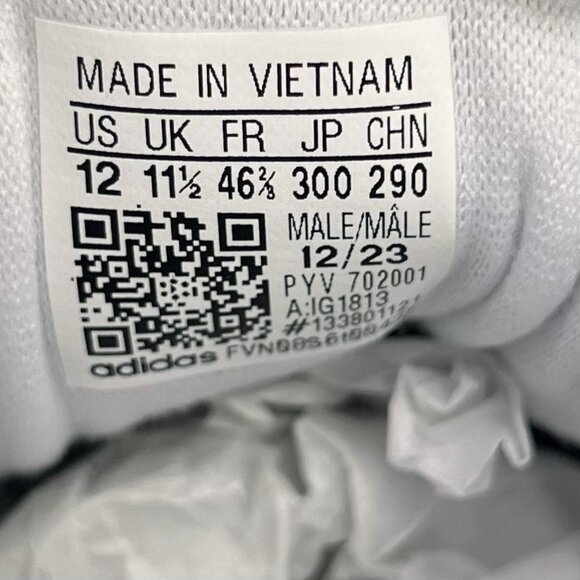 MADE IN VIETNAM
US UK FR JP CHN
12 11½ 46⅔ 300 290
MALE/MÂLE
12/23
PYV 702001
A:IG1813
adidas